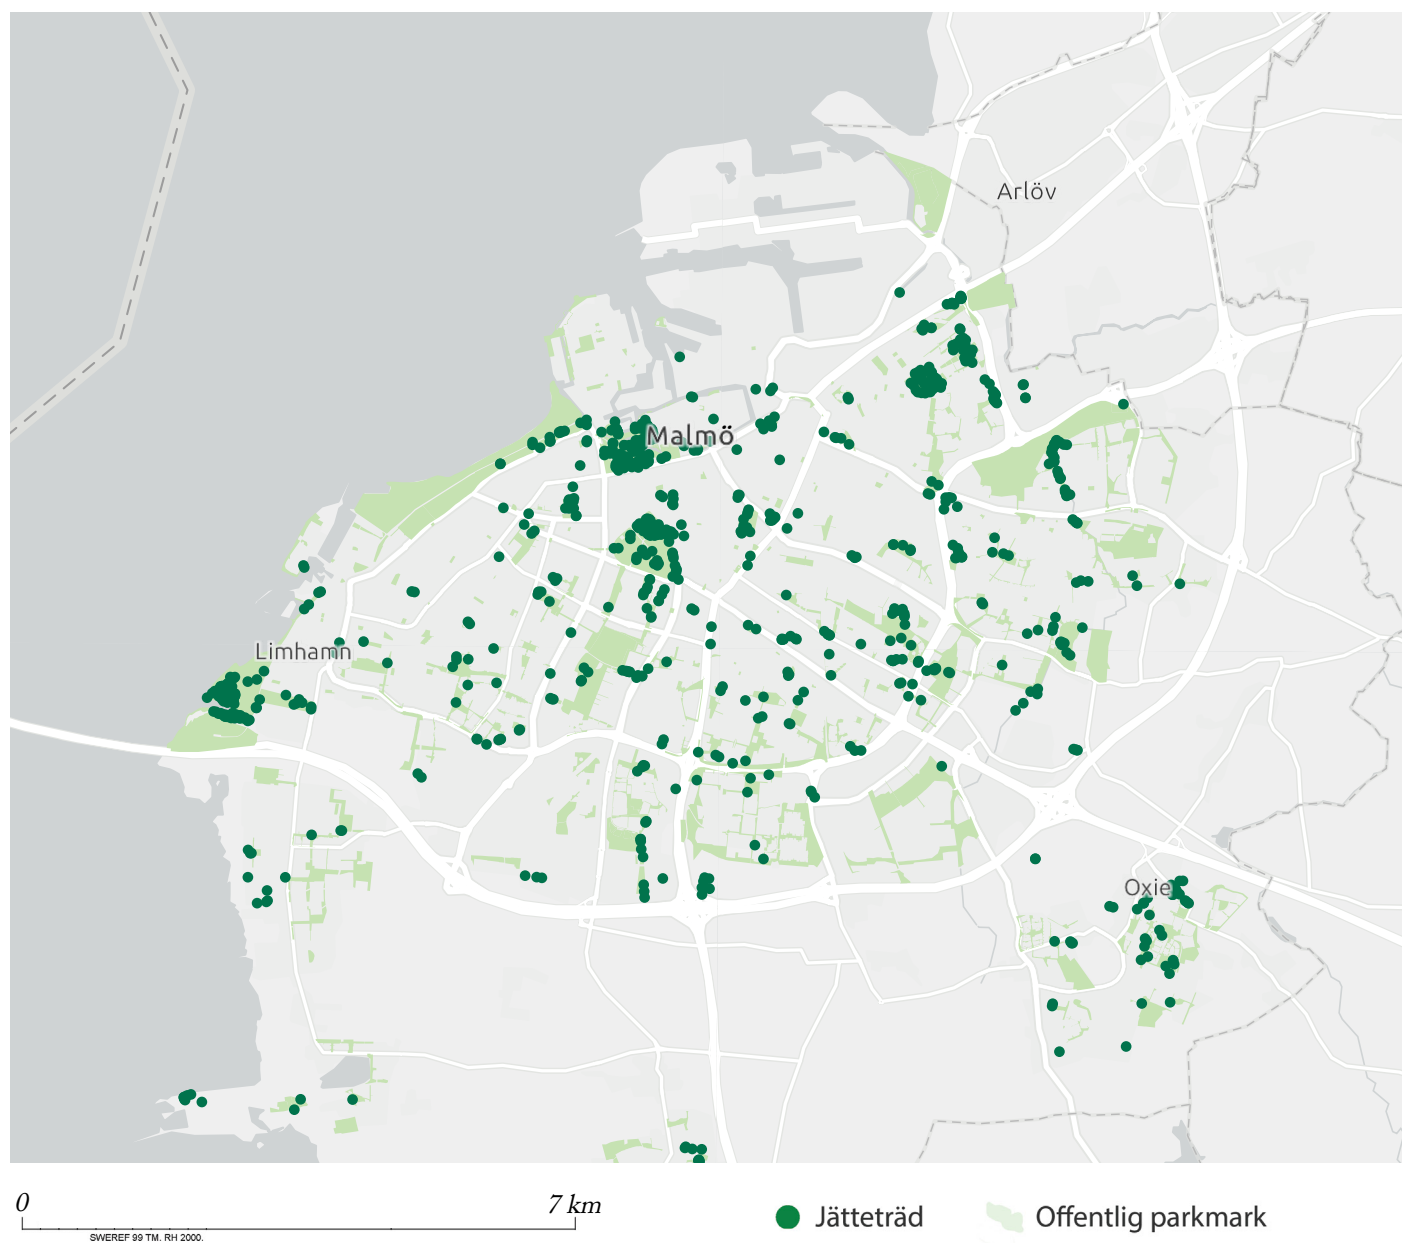 Arlöv
Malmö
Limhamn
Oxie
0 7 km
SWEREF 99 TM. RH 2000.
Jätteträd
Offentlig parkmark